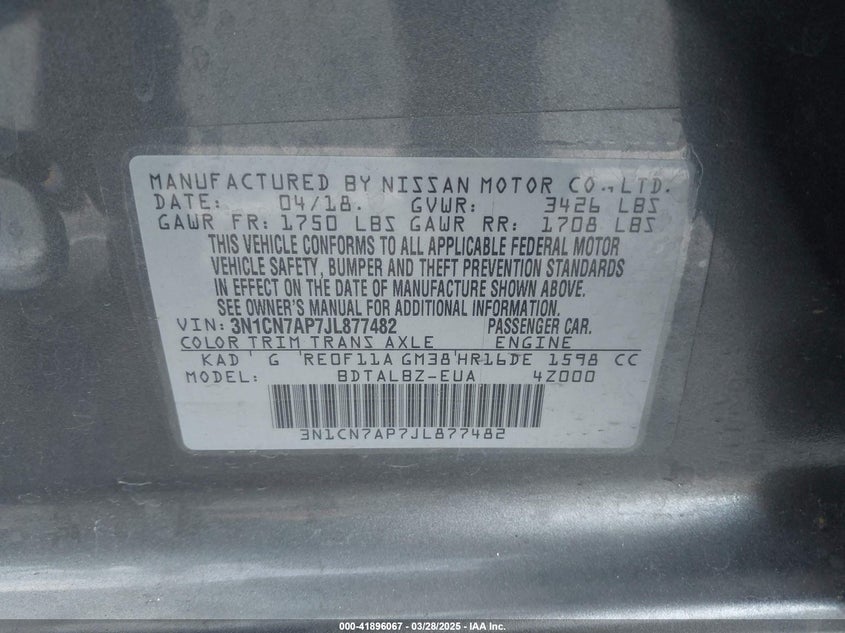 MANUFACTURED BY NISSAN MOTOR CO., LTD.
DATE: 04/18. GVWR: 3426 LBS
GAWR FR: 1750 LBS GAWR RR: 1708 LBS
THIS VEHICLE CONFORMS TO ALL APPLICABLE FEDERAL MOTOR
VEHICLE SAFETY, BUMPER AND THEFT PREVENTION STANDARDS
IN EFFECT ON THE DATE OF MANUFACTURE SHOWN ABOVE.
SEE OWNER'S MANUAL FOR ADDITIONAL INFORMATION.
VIN: 3N1CN7AP7JL877482 PASSENGER CAR.
COLOR TRIM TRANS AXLE ENGINE
KAD G RE0F11A GM38 HR16DE 1598 CC
MODEL: BDTALBZ-EUA 4Z000
3N1CN7AP7JL877482
000-41896067 - 03/28/2025 - IAA Inc.